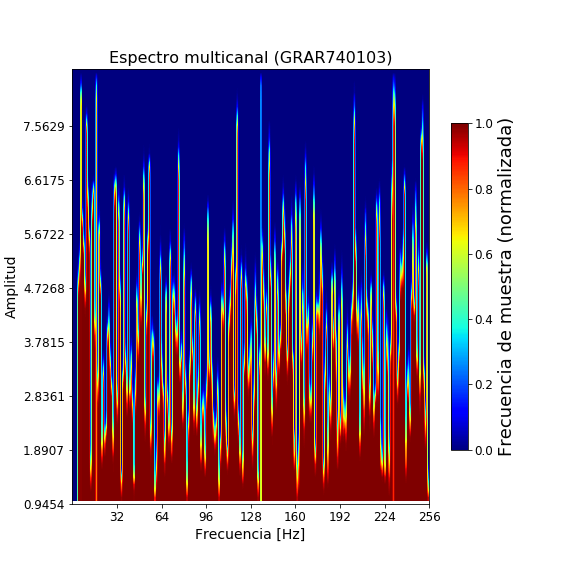 Espectro multicanal (GRAR740103)
Amplitud
7.5629
6.6175
5.6722
4.7268
3.7815
2.8361
1.8907
0.9454
32 64 96 128 160 192 224 256
Frecuencia [Hz]
1.0
0.8
0.6
0.4
0.2
0.0
Frecuencia de muestra (normalizada)